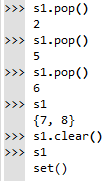 >>> s1.pop()
2
>>> s1.pop()
5
>>> s1.pop()
6
>>> s1
{7, 8}
>>> s1.clear()
>>> s1
set()